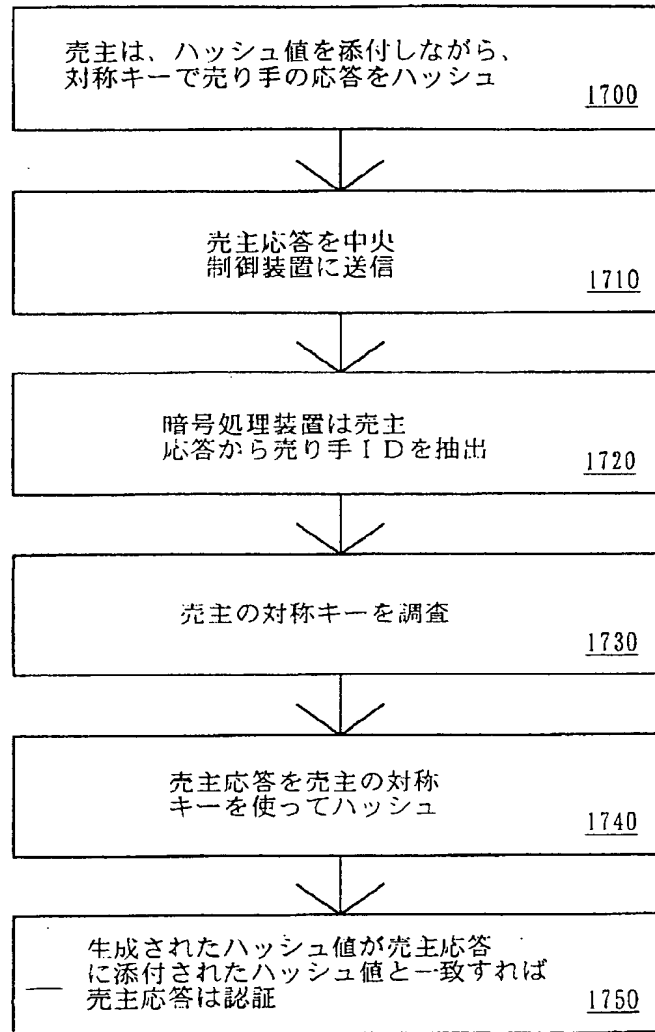 売主は、ハッシュ値を添付しながら、
対称キーで売り手の応答をハッシュ
1700
売主応答を中央
制御装置に送信
1710
暗号処理装置は売主
応答から売り手ＩＤを抽出
1720
売主の対称キーを調査
1730
売主応答を売主の対称
キーを使ってハッシュ
1740
生成されたハッシュ値が売主応答
に添付されたハッシュ値と一致すれば
売主応答は認証
1750